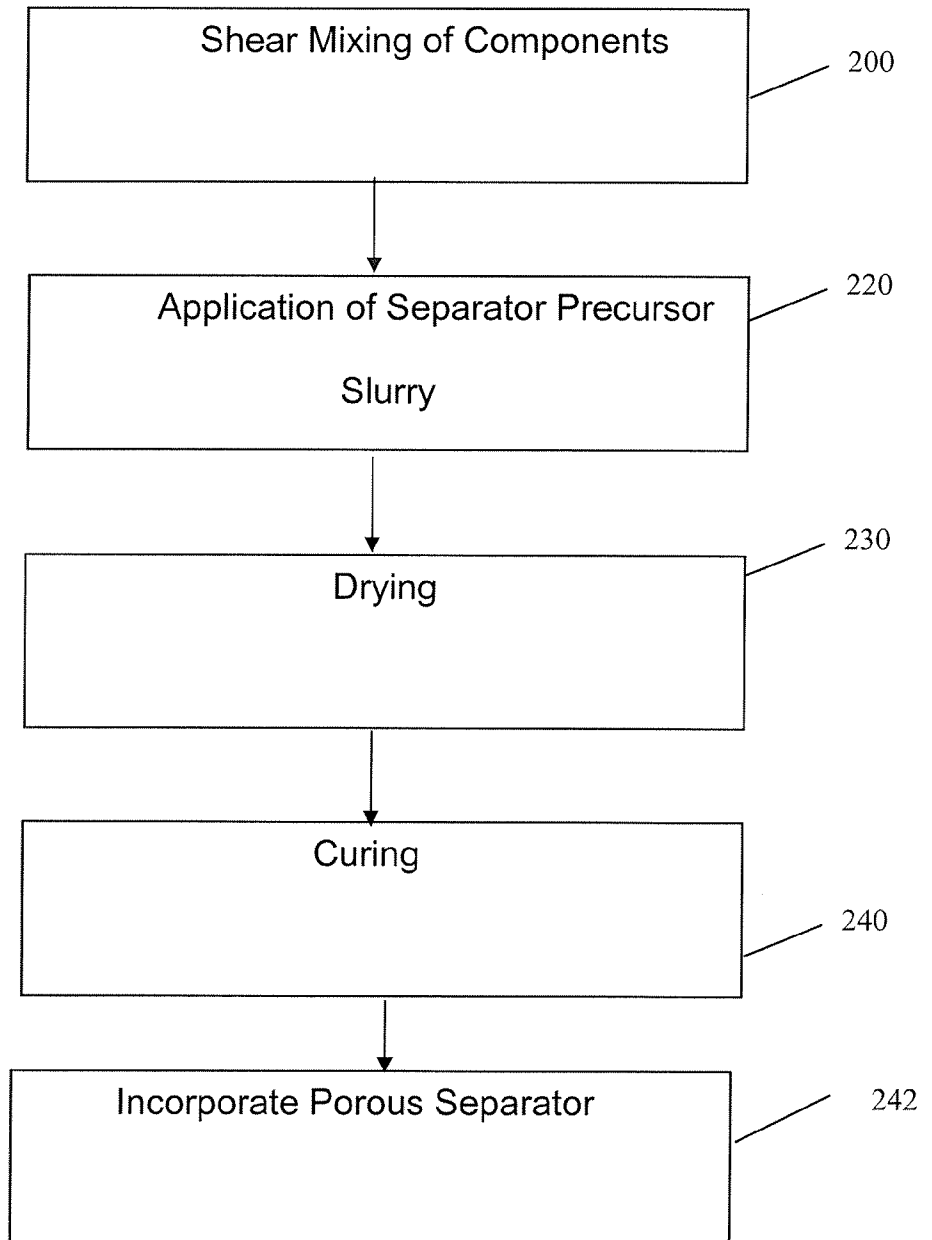 Shear Mixing of Components
200
Application of Separator Precursor
220
Slurry
Drying
230
Curing
240
Incorporate Porous Separator
242